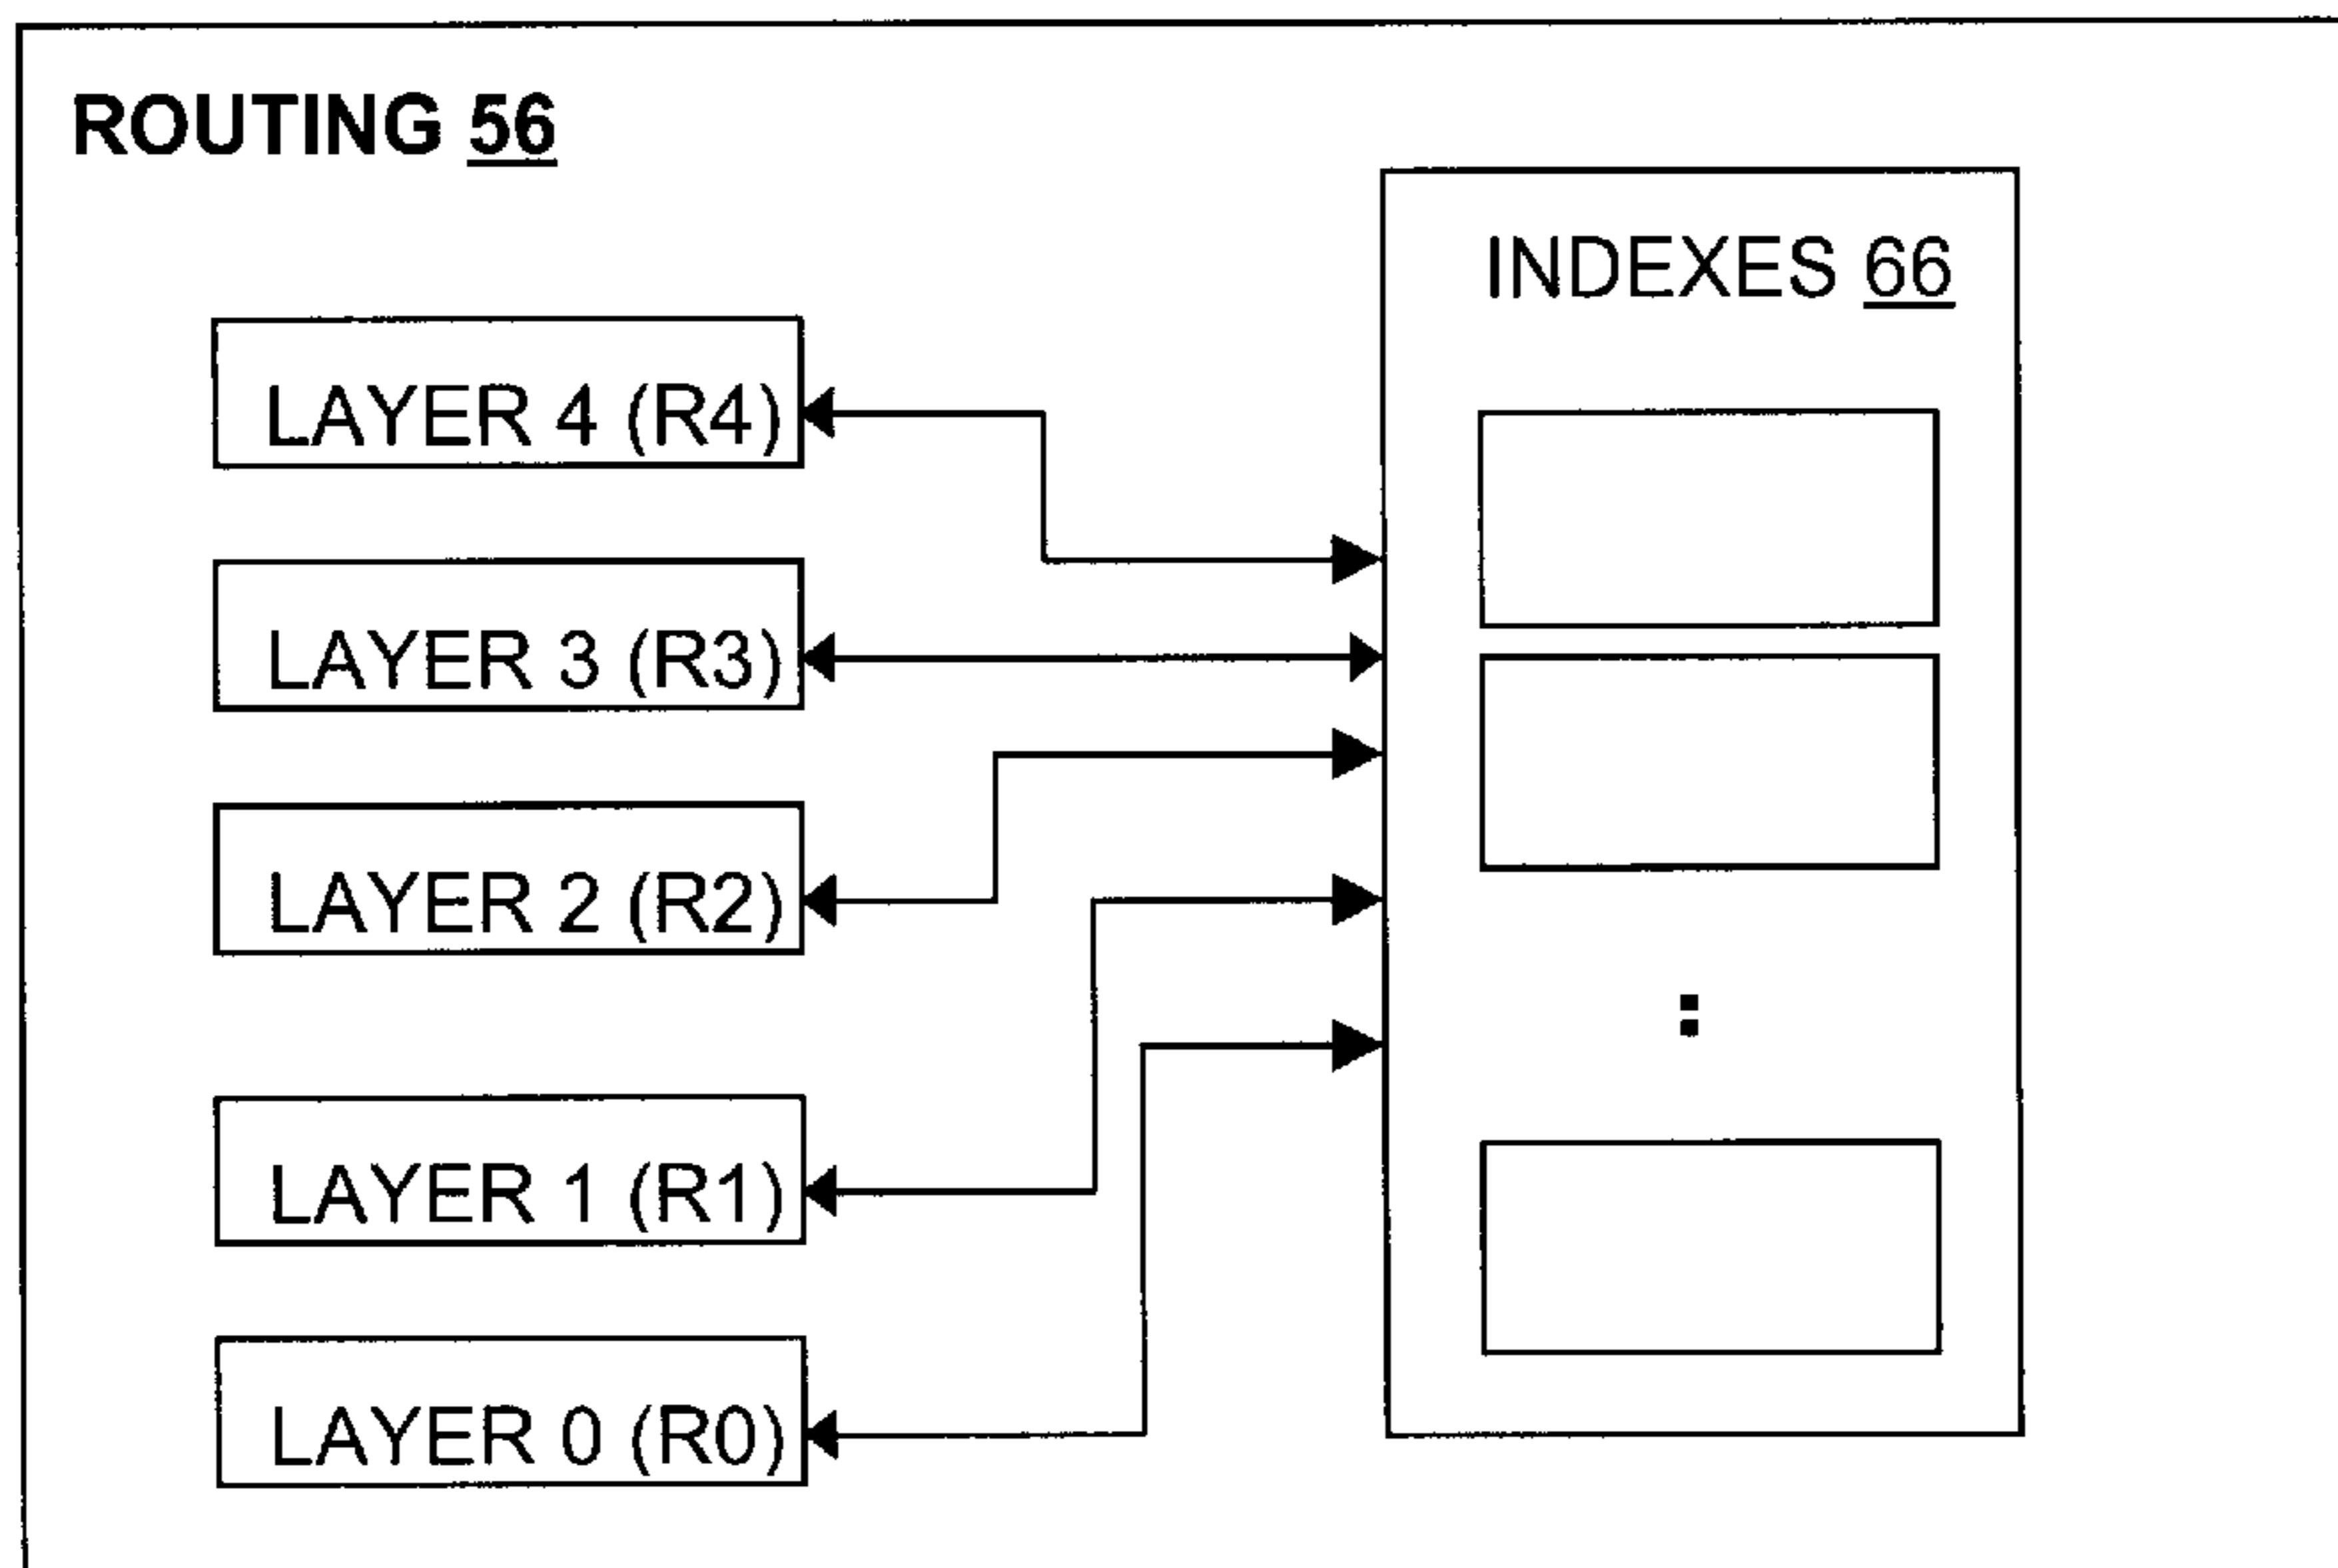 ROUTING 56
INDEXES 66
LAYER 4 (R4)
LAYER 3 (R3)
LAYER 2 (R2)
LAYER 1 (R1)
LAYER 0 (R0)